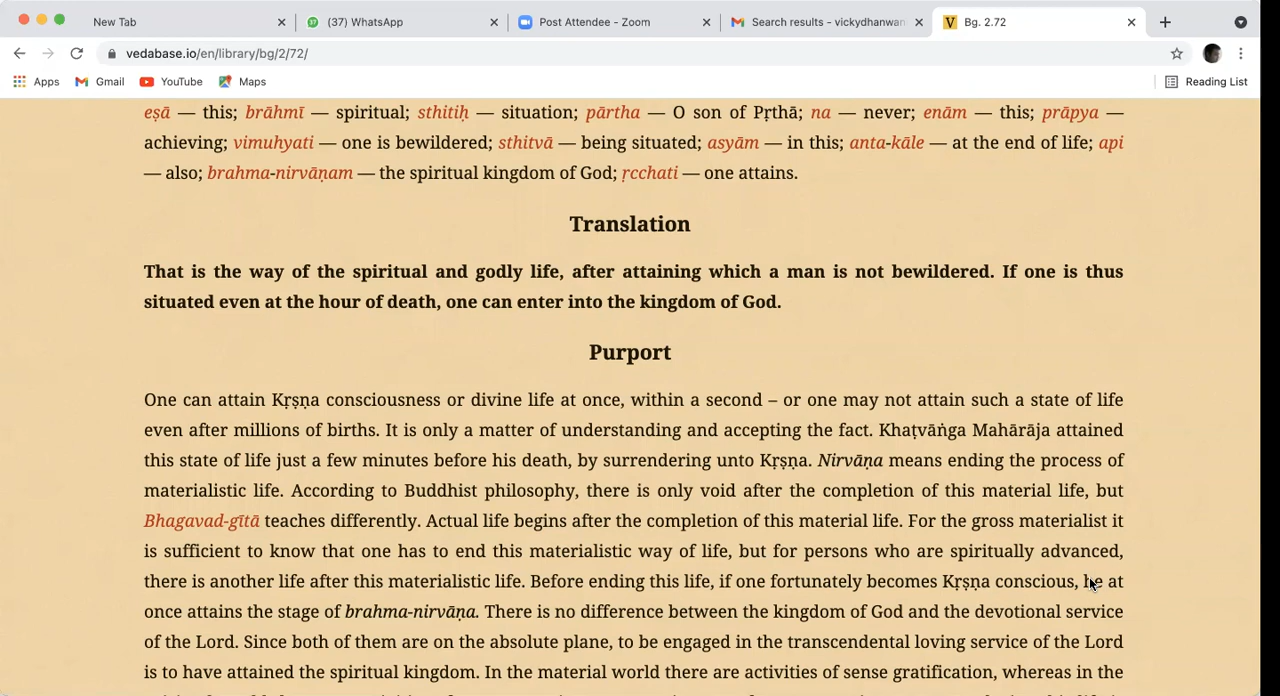 New Tab
(37) WhatsApp
Post Attendee - Zoom
Search results - vickydhanwan
Bg. 2.72
vedabase.io/en/library/bg/2/72/
Apps
Gmail
YouTube
Maps
Reading List
eṣā — this; brāhmī — spiritual; sthitiḥ — situation; pārtha — O son of Pṛthā; na — never; enām — this; prāpya —
achieving; vimuhyati — one is bewildered; sthitvā — being situated; asyām — in this; anta-kāle — at the end of life; api
— also; brahma-nirvāṇam — the spiritual kingdom of God; ṛcchati — one attains.
Translation
That is the way of the spiritual and godly life, after attaining which a man is not bewildered. If one is thus
situated even at the hour of death, one can enter into the kingdom of God.
Purport
One can attain Kṛṣṇa consciousness or divine life at once, within a second – or one may not attain such a state of life
even after millions of births. It is only a matter of understanding and accepting the fact. Khaṭvāṅga Mahārāja attained
this state of life just a few minutes before his death, by surrendering unto Kṛṣṇa. Nirvāṇa means ending the process of
materialistic life. According to Buddhist philosophy, there is only void after the completion of this material life, but
Bhagavad-gītā teaches differently. Actual life begins after the completion of this material life. For the gross materialist it
is sufficient to know that one has to end this materialistic way of life, but for persons who are spiritually advanced,
there is another life after this materialistic life. Before ending this life, if one fortunately becomes Kṛṣṇa conscious, he at
once attains the stage of brahma-nirvāṇa. There is no difference between the kingdom of God and the devotional service
of the Lord. Since both of them are on the absolute plane, to be engaged in the transcendental loving service of the Lord
is to have attained the spiritual kingdom. In the material world there are activities of sense gratification, whereas in the